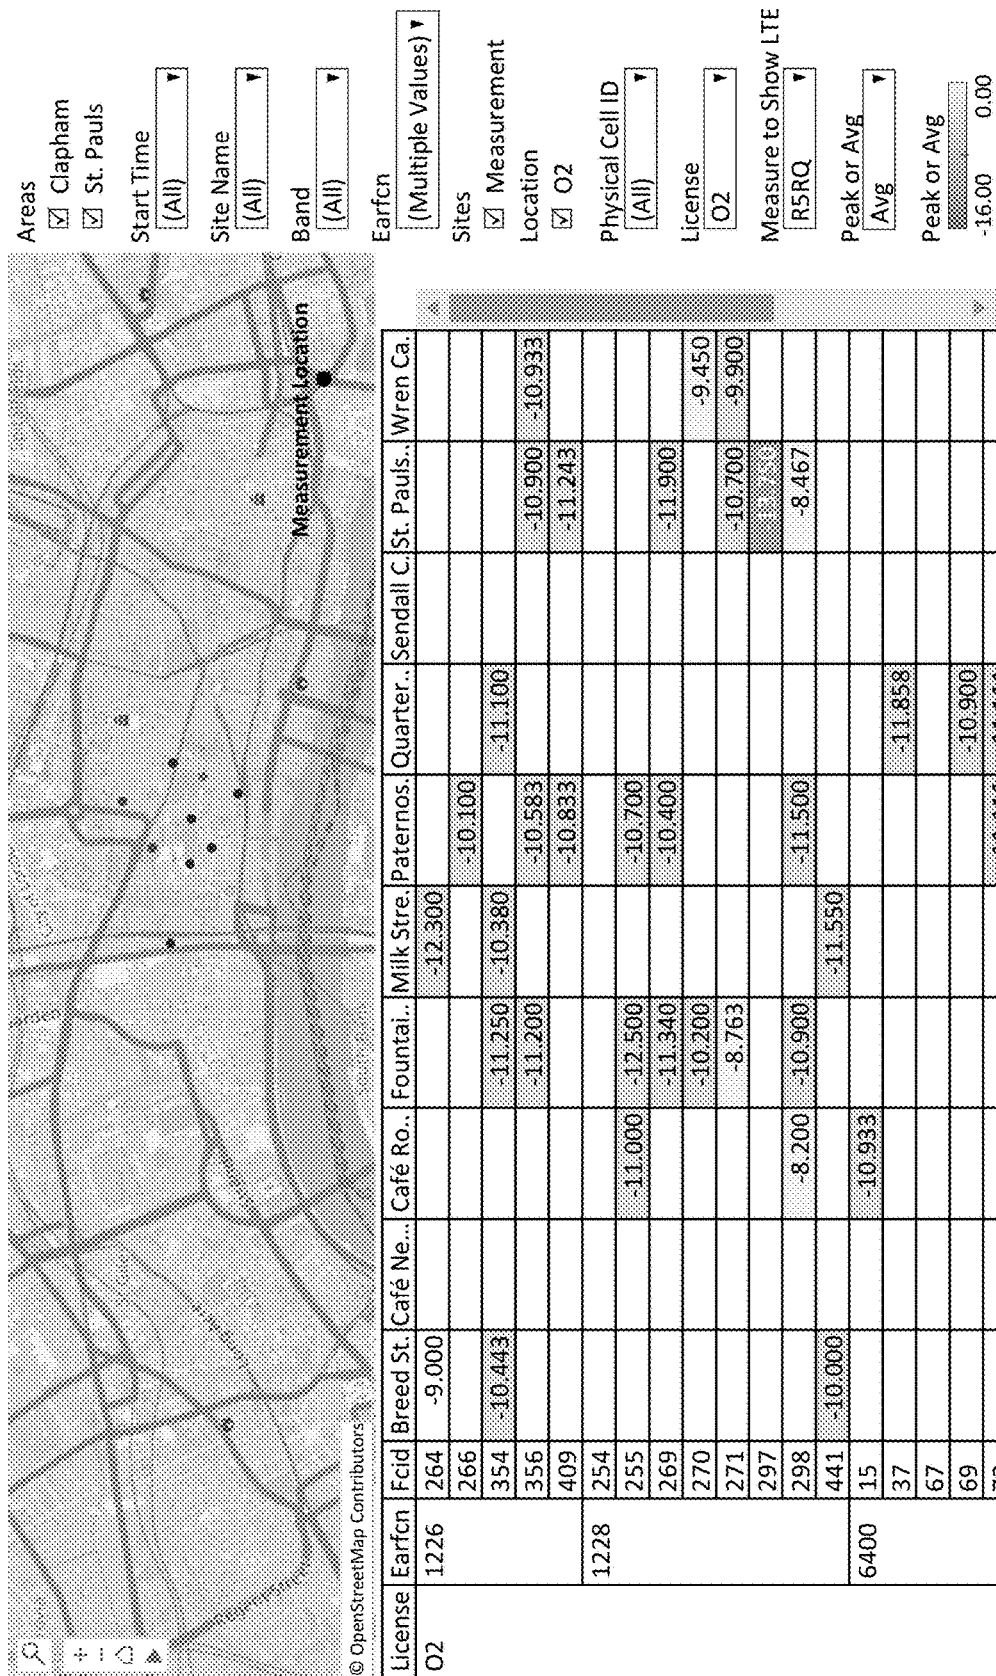 Measurement Location
© OpenStreetMap Contributors
Areas
Clapham
St. Pauls
Start Time
(All)
Site Name
(All)
Band
(All)
Earfcn
(Multiple Values)
Sites
Measurement
Location
O2
Physical Cell ID
(All)
License
O2
Measure to Show LTE
R5RQ
Peak or Avg
Avg
Peak or Avg
-16.00 0.00
License Earfcn Fcid Breed St. Café Ne... Café Ro.. Fountai.. Milk Stre. Paternos. Quarter.. Sendall C. St. Pauls.. Wren Ca.
O2 1226 264 -9.000 -12.300
266 -10.100
354 -10.443 -11.250 -10.380 -11.100
356 -11.200 -10.583 -10.900 -10.933
409 -10.833 -11.243
1228 254
255 -11.000 -12.500 -10.700
269 -11.340 -10.400 -11.900
270 -10.200 -9.450
271 -8.763 -10.700 -9.900
297
298 -8.200 -10.900 -11.500 -8.467
441 -10.000 -11.550
6400 15 -10.933
37 -11.858
67
69 -10.900